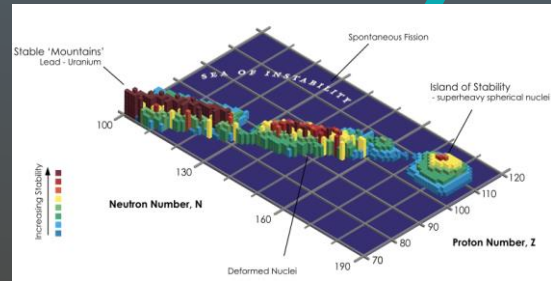 Stable 'Mountains'
Lead - Uranium
Spontaneous Fission
SEA OF INSTABILITY
Island of Stability
- superheavy spherical nuclei
100
130
160
190
70
80
90
100
110
120
Increasing Stability
Neutron Number, N
Proton Number, Z
Deformed Nuclei